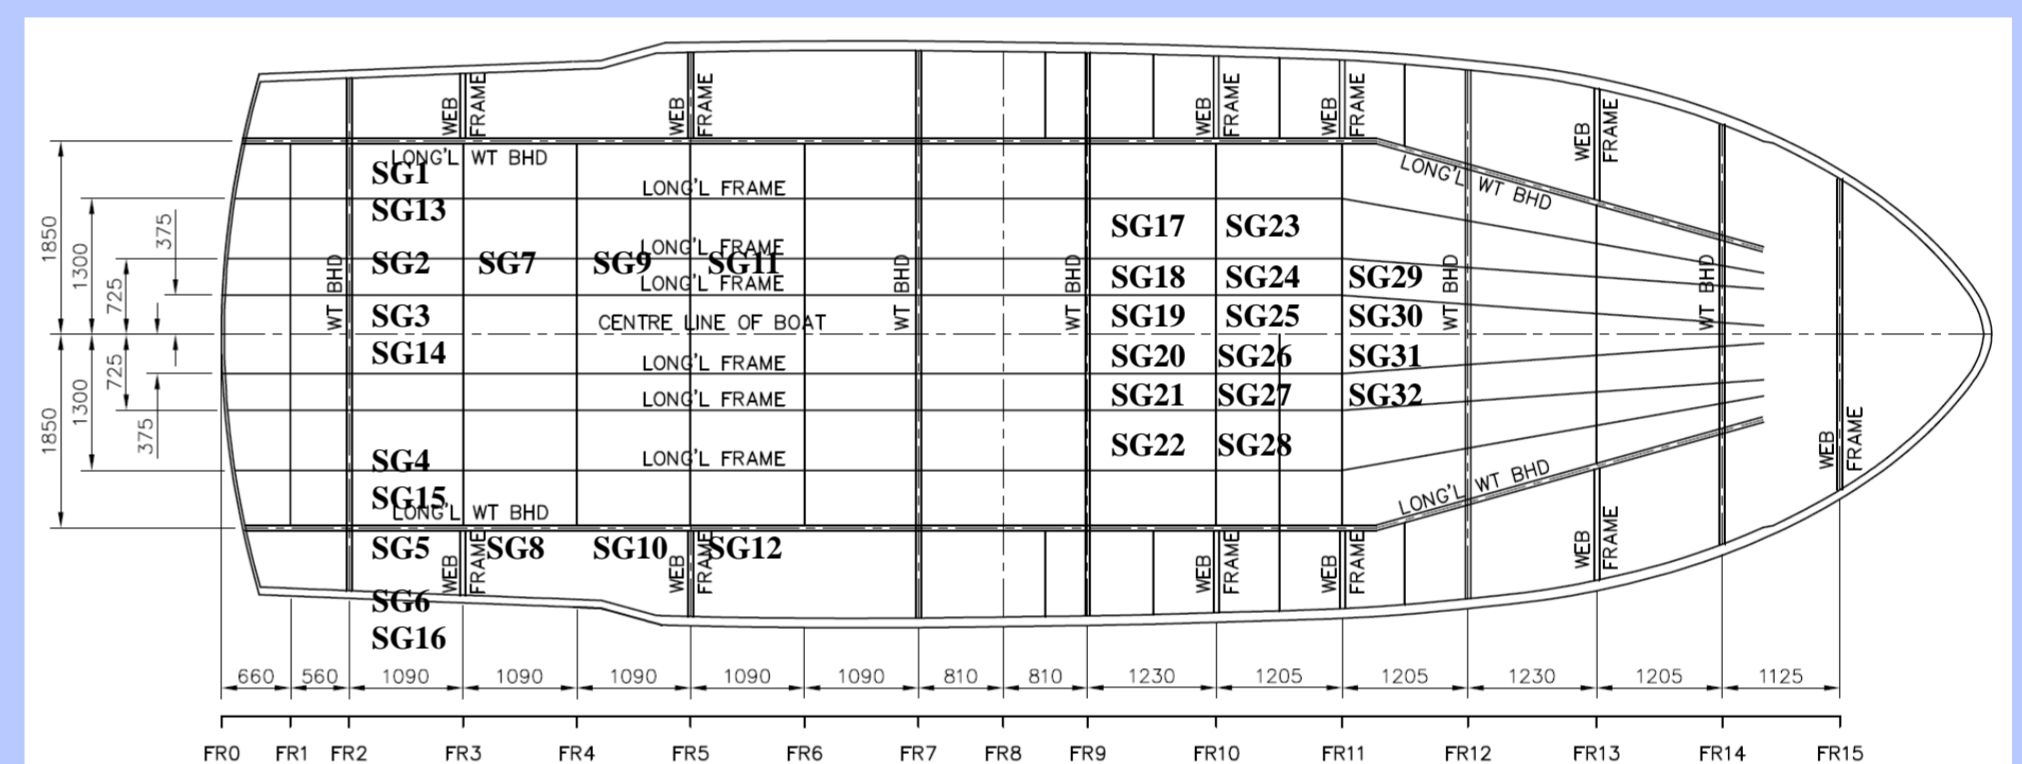 WEB FRAME
WEB FRAME
WEB FRAME
WEB FRAME
WEB FRAME
LONG'L WT BHD
SG1
LONG'L FRAME
LONG'L WT BHD
SG13
SG17 SG23
1850
1300
725
375
LONG'L FRAME
WT BHD
SG2 SG7 SG9 SG11
WT BHD
WT BHD
WT BHD
WT BHD
LONG'L FRAME
SG18 SG24 SG29
SG3
CENTRE LINE OF BOAT
SG19 SG25 SG30
SG14
LONG'L FRAME
SG20 SG26 SG31
1850
1300
725
375
LONG'L FRAME
SG21 SG27 SG32
SG22 SG28
SG4
LONG'L FRAME
WEB FRAME
SG15
LONG'L WT BHD
LONG'L WT BHD
SG5 SG8 SG10 SG12
WEB FRAME
WEB FRAME
WEB FRAME
WEB FRAME
WEB FRAME
SG6
SG16
660 560 1090 1090 1090 1090 1090 810 810 1230 1205 1205 1230 1205 1125
FR0 FR1 FR2 FR3 FR4 FR5 FR6 FR7 FR8 FR9 FR10 FR11 FR12 FR13 FR14 FR15